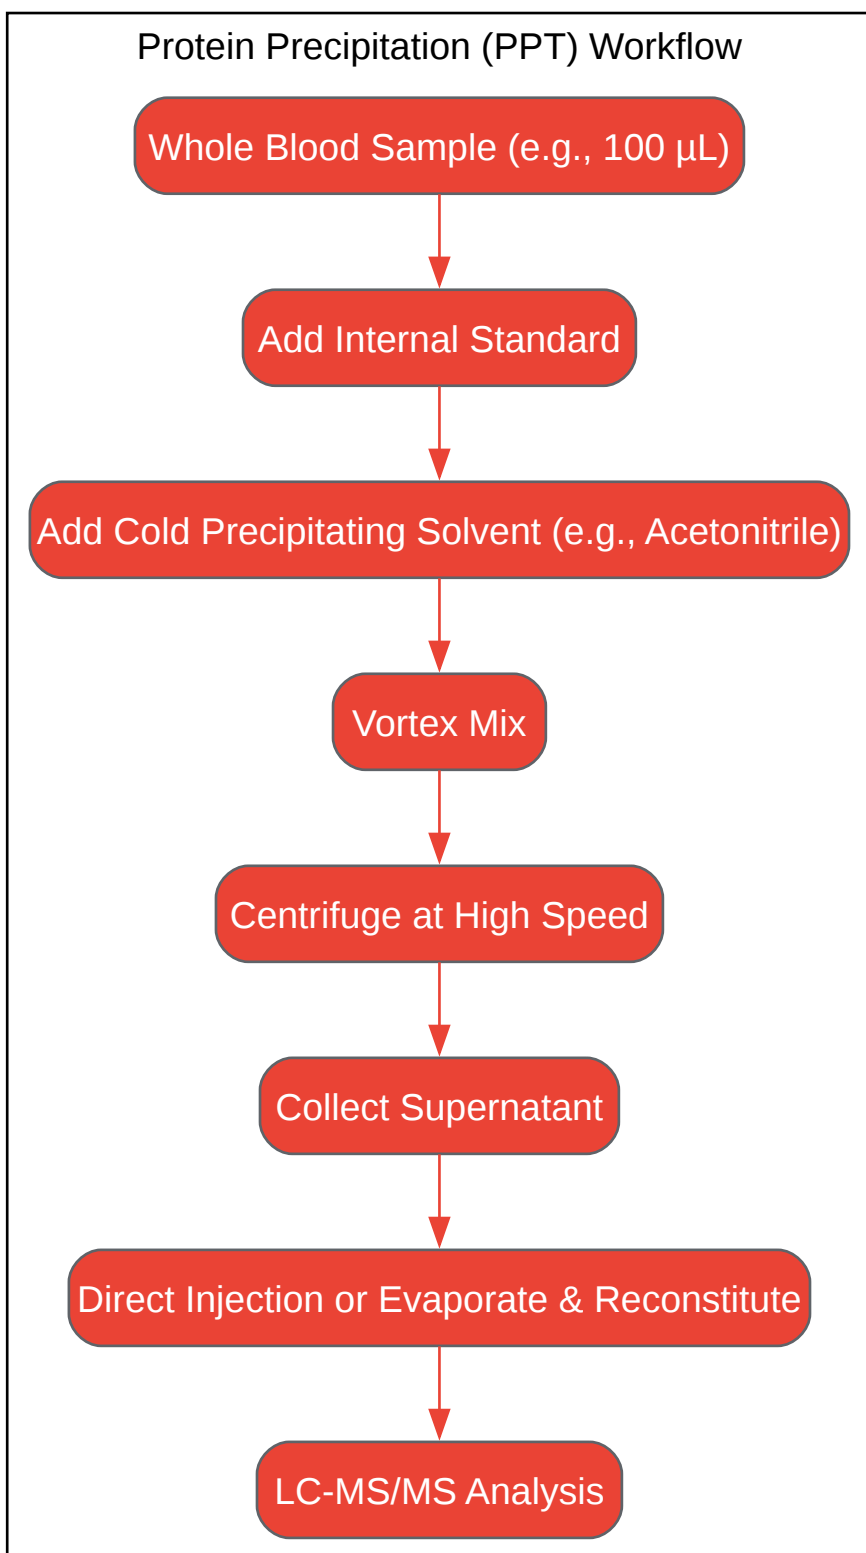 Protein Precipitation (PPT) Workflow
Whole Blood Sample (e.g., 100 µL)
Add Internal Standard
Add Cold Precipitating Solvent (e.g., Acetonitrile)
Vortex Mix
Centrifuge at High Speed
Collect Supernatant
Direct Injection or Evaporate & Reconstitute
LC-MS/MS Analysis